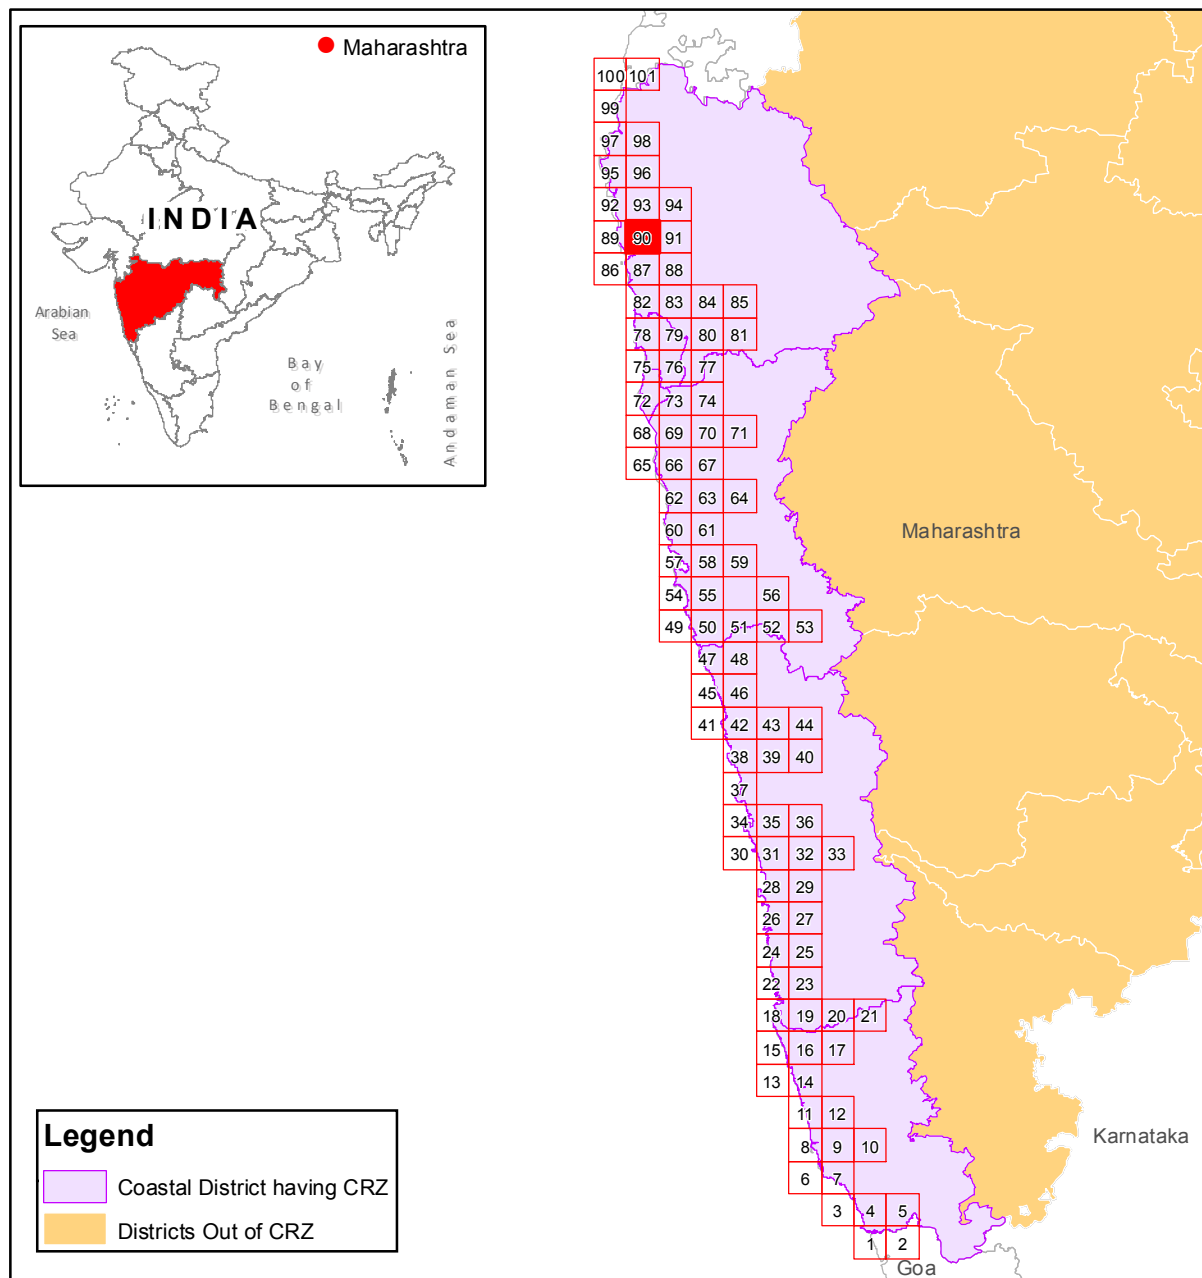 Maharashtra
INDIA
Arabian
Sea
Bay
of
Bengal
Andaman Sea
100 101
99
97 98
95 96
92 93 94
89 90 91
86 87 88
82 83 84 85
78 79 80 81
75 76 77
72 73 74
68 69 70 71
65 66 67
62 63 64
60 61
Maharashtra
57 58 59
54 55 56
49 50 51 52 53
47 48
45 46
41 42 43 44
38 39 40
37
34 35 36
30 31 32 33
28 29
26 27
24 25
22 23
18 19 20 21
15 16 17
13 14
11 12
8 9 10
6 7
3 4 5
1 2
Karnataka
Goa
Legend
Coastal District having CRZ
Districts Out of CRZ